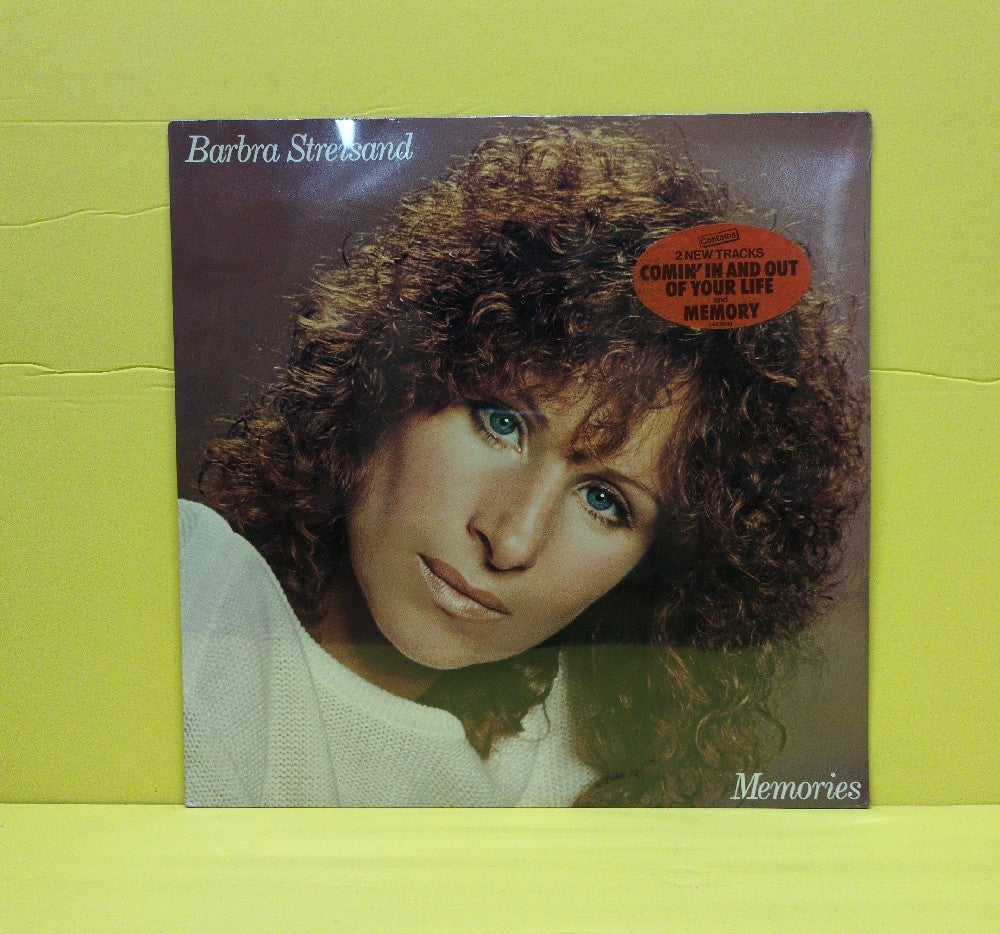 Barbra Streisand
Contains
2 NEW TRACKS
COMIN' IN AND OUT
OF YOUR LIFE
and
MEMORY
Memories